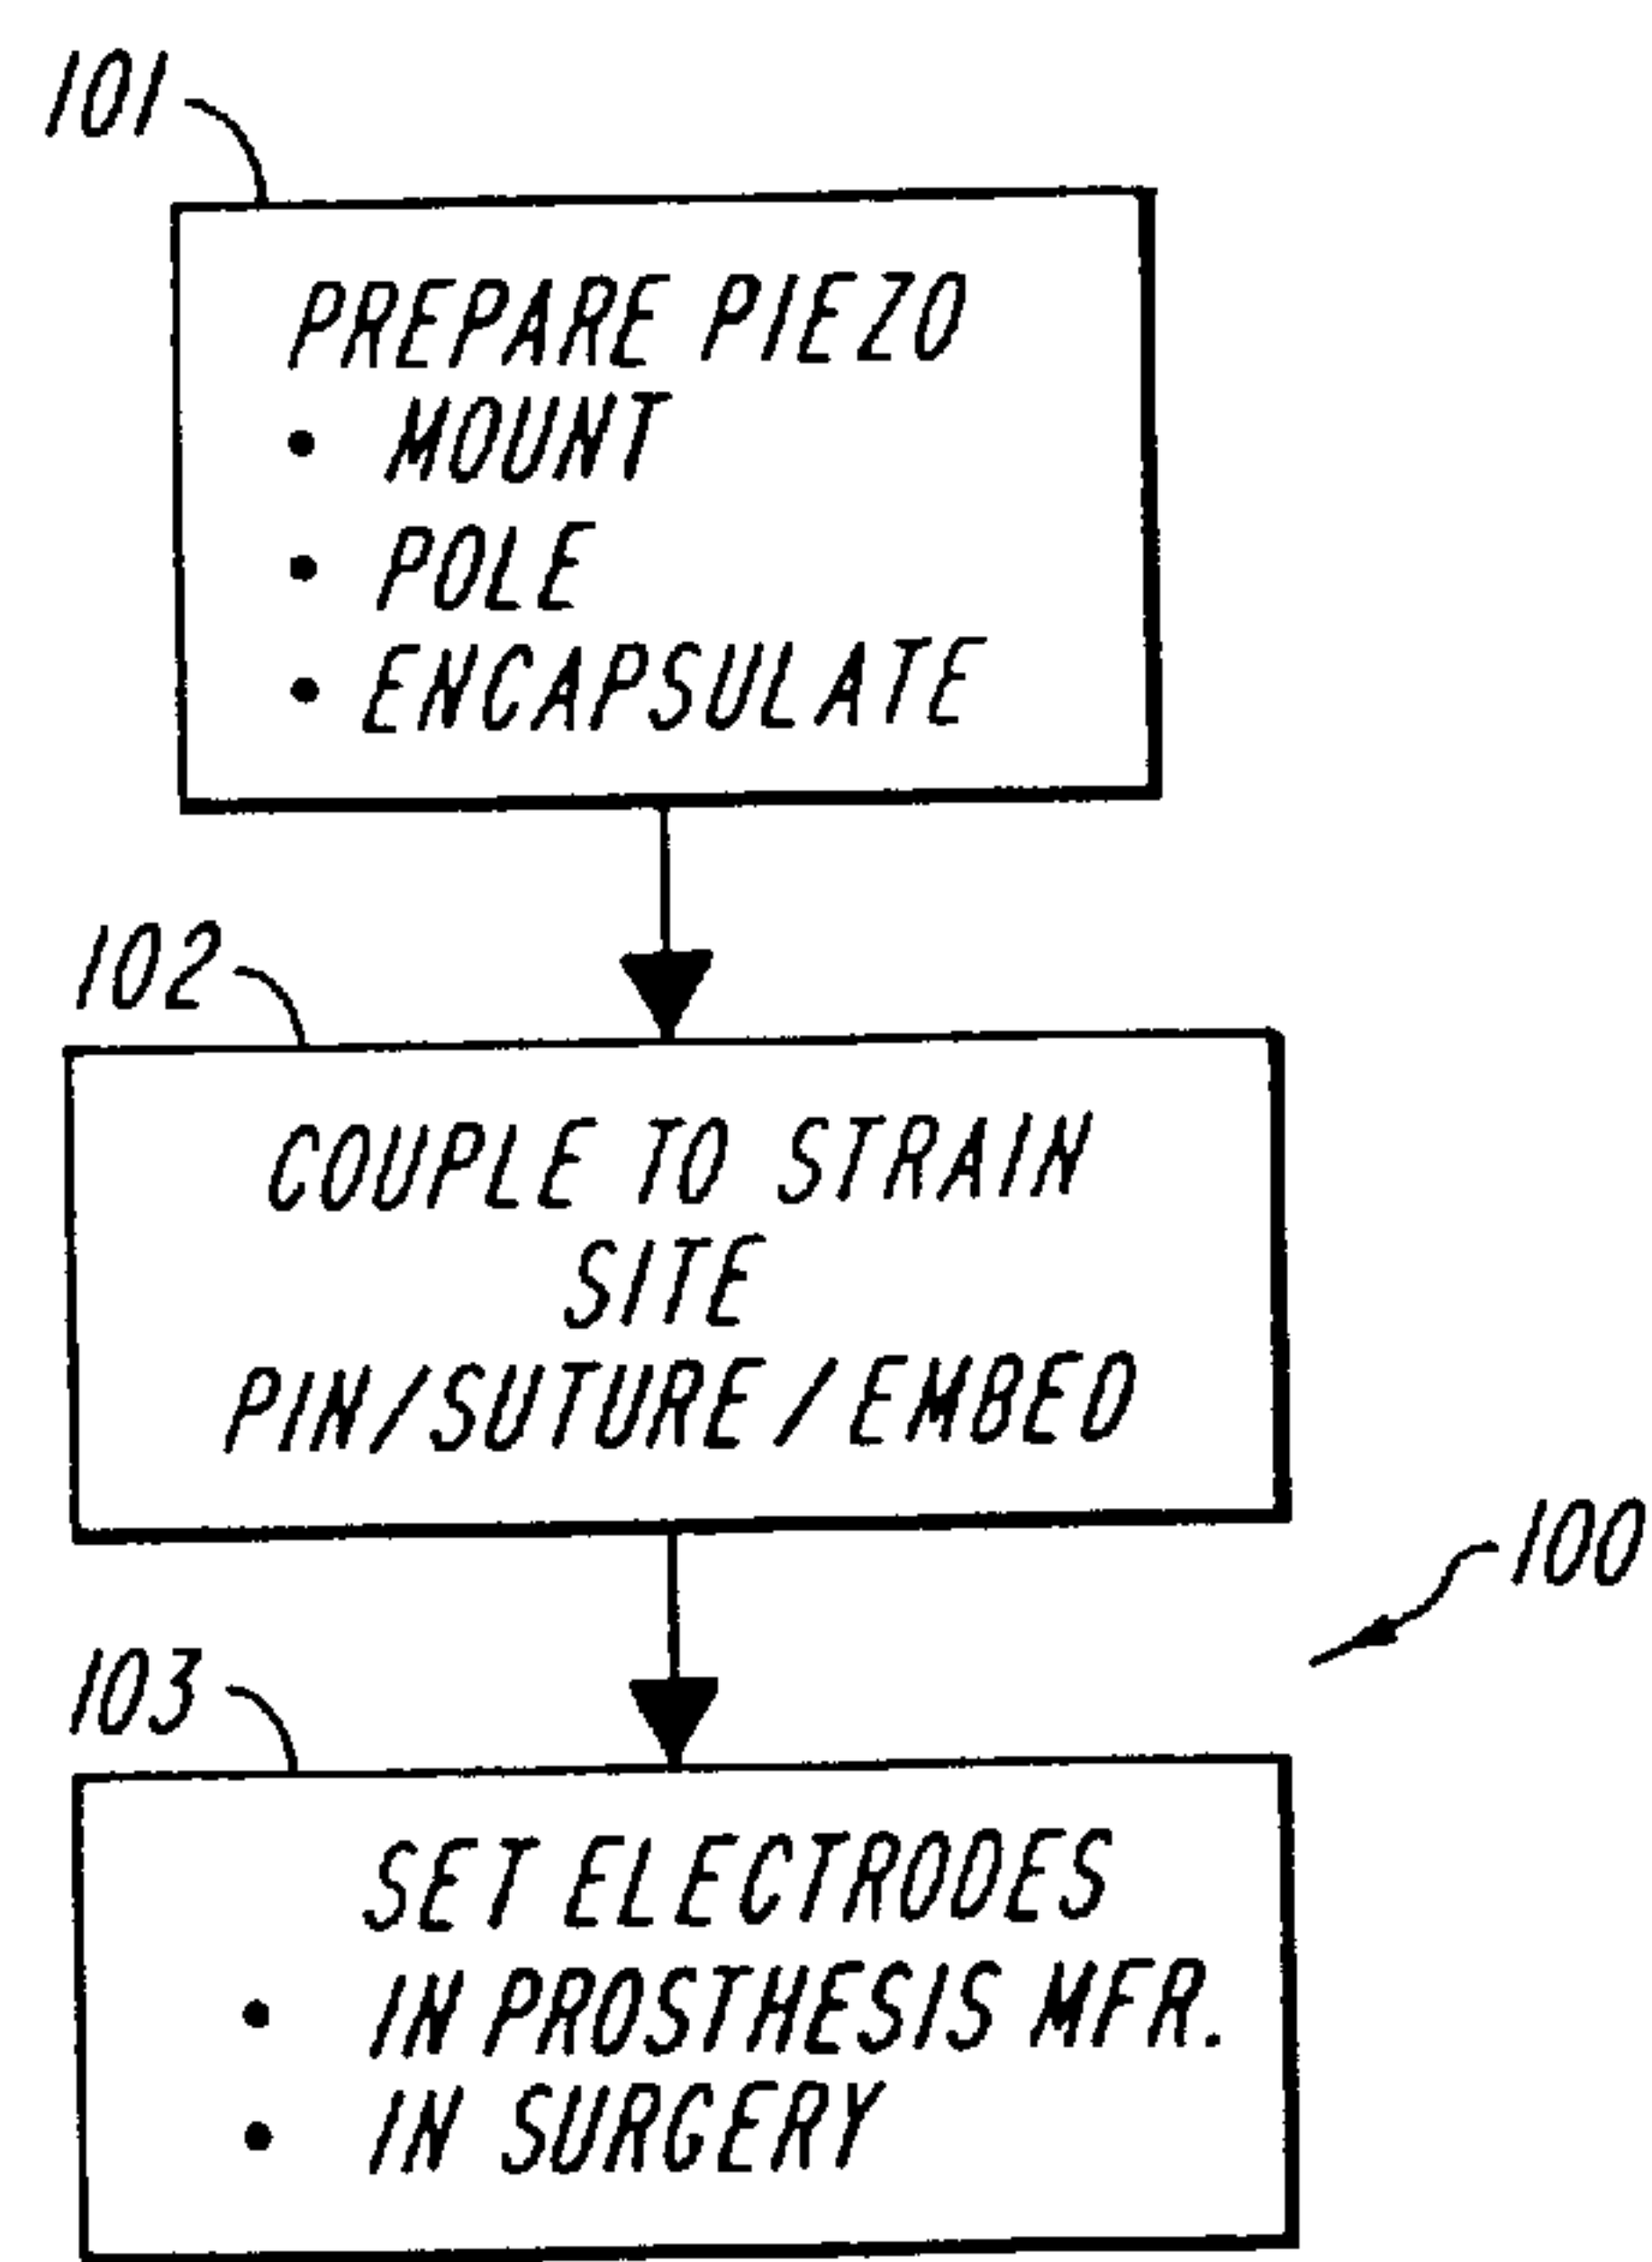 101
PREPARE PIEZO
• MOUNT
• POLE
• ENCAPSULATE
102
COUPLE TO STRAIN
SITE
PIN/SUTURE/EMBED
100
103
SET ELECTRODES
• IN PROSTHESIS MFR.
• IN SURGERY